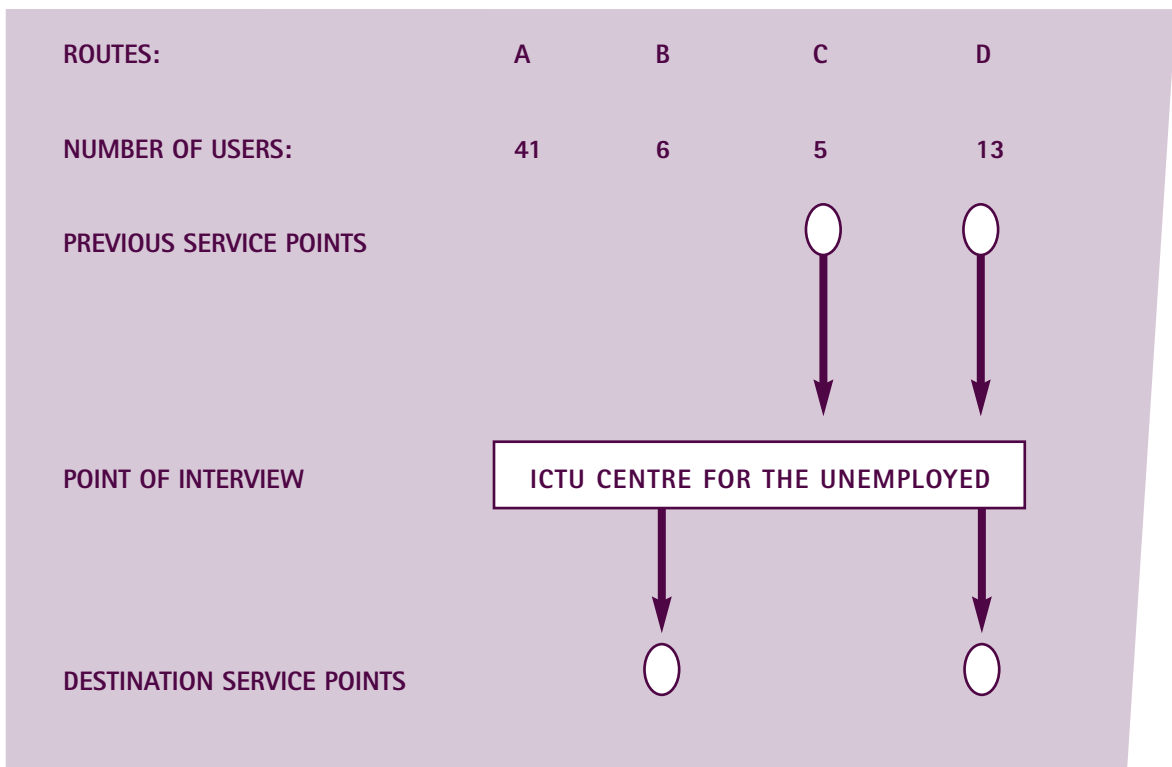 ROUTES: A B C D
NUMBER OF USERS: 41 6 5 13
PREVIOUS SERVICE POINTS
POINT OF INTERVIEW ICTU CENTRE FOR THE UNEMPLOYED
DESTINATION SERVICE POINTS